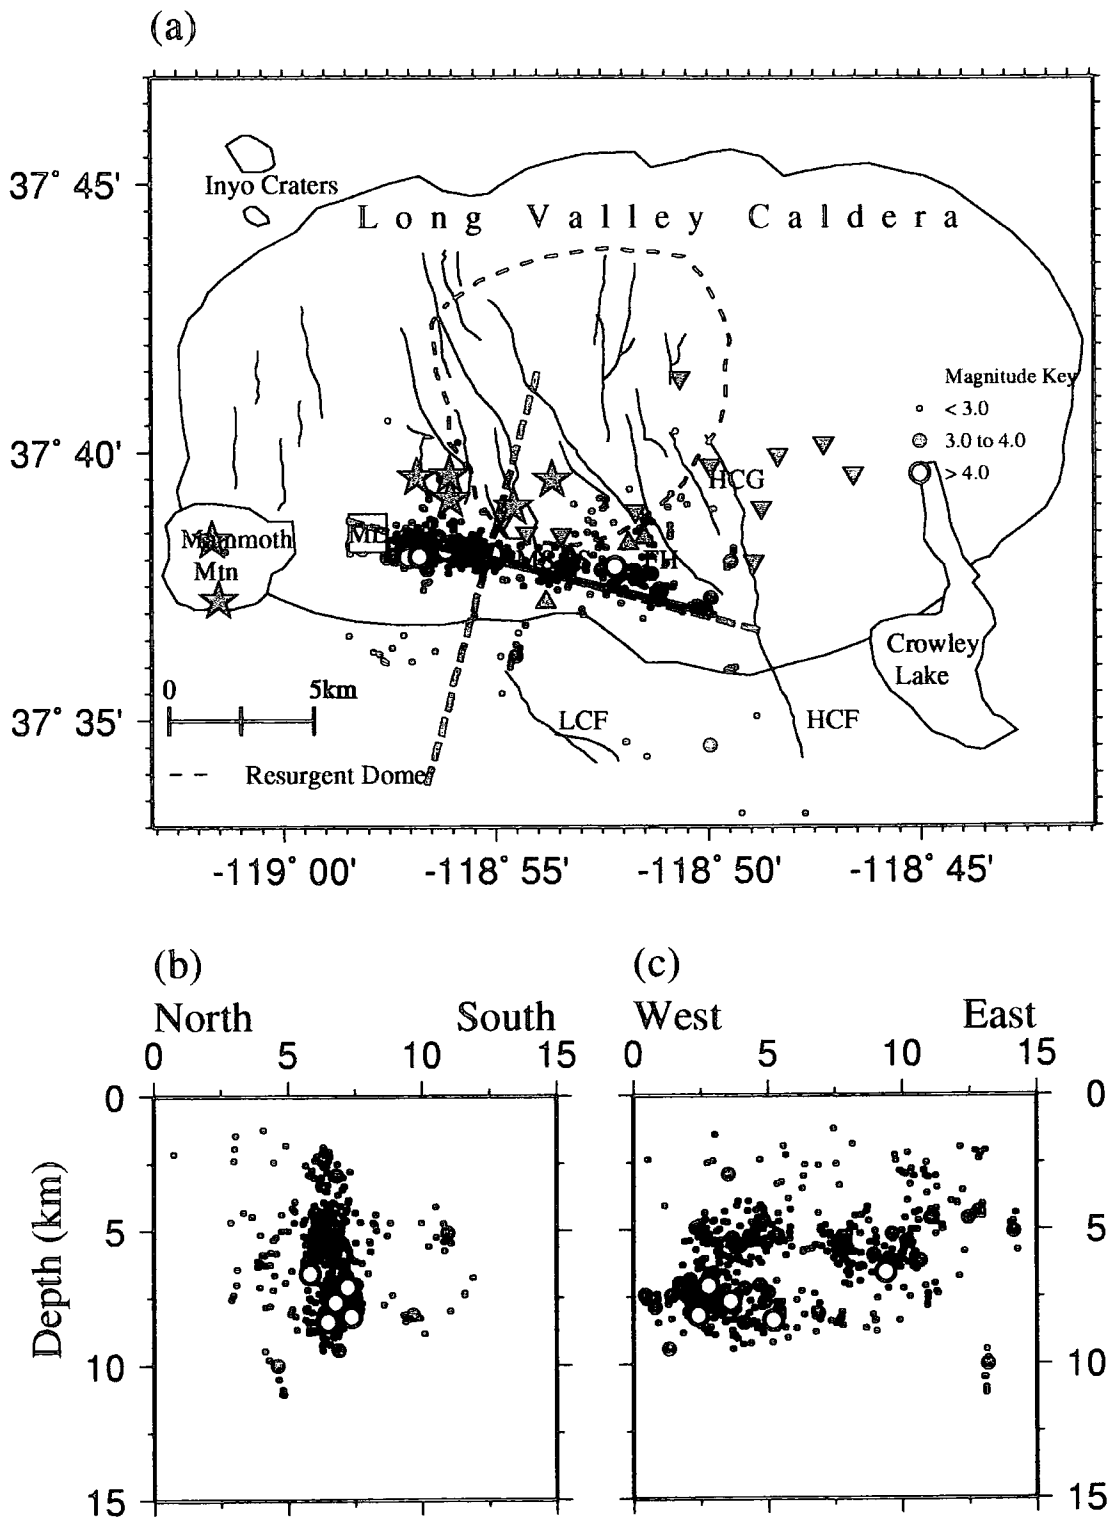 (a)
37° 45'
Inyo Craters
Long Valley Caldera
Magnitude Key
< 3.0
3.0 to 4.0
> 4.0
37° 40'
HCG
Mammoth
Mtn
Crowley
Lake
0 5km
37° 35'
LCF
HCF
Resurgent Dome
-119° 00' -118° 55' -118° 50' -118° 45'
(b) (c)
North South West East
0 5 10 15 0 5 10 15
0 0
5 5
10 10
15 15
Depth (km)